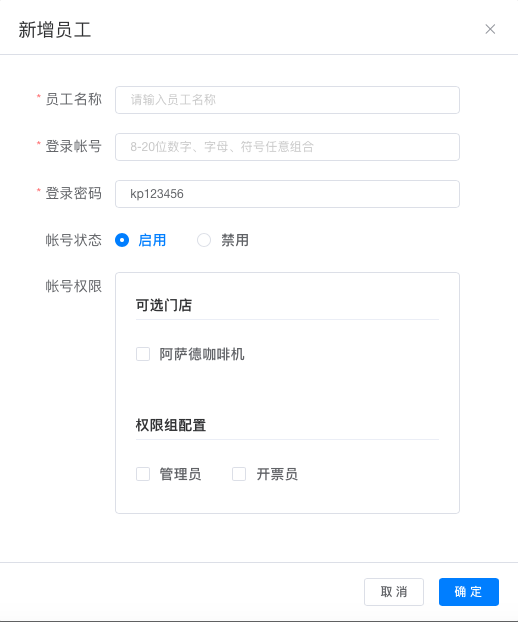 新增员工
* 员工名称 请输入员工名称
* 登录帐号 8-20位数字、字母、符号任意组合
* 登录密码 kp123456
帐号状态 启用 禁用
帐号权限
可选门店
阿萨德咖啡机
权限组配置
管理员 开票员
取 消 确 定